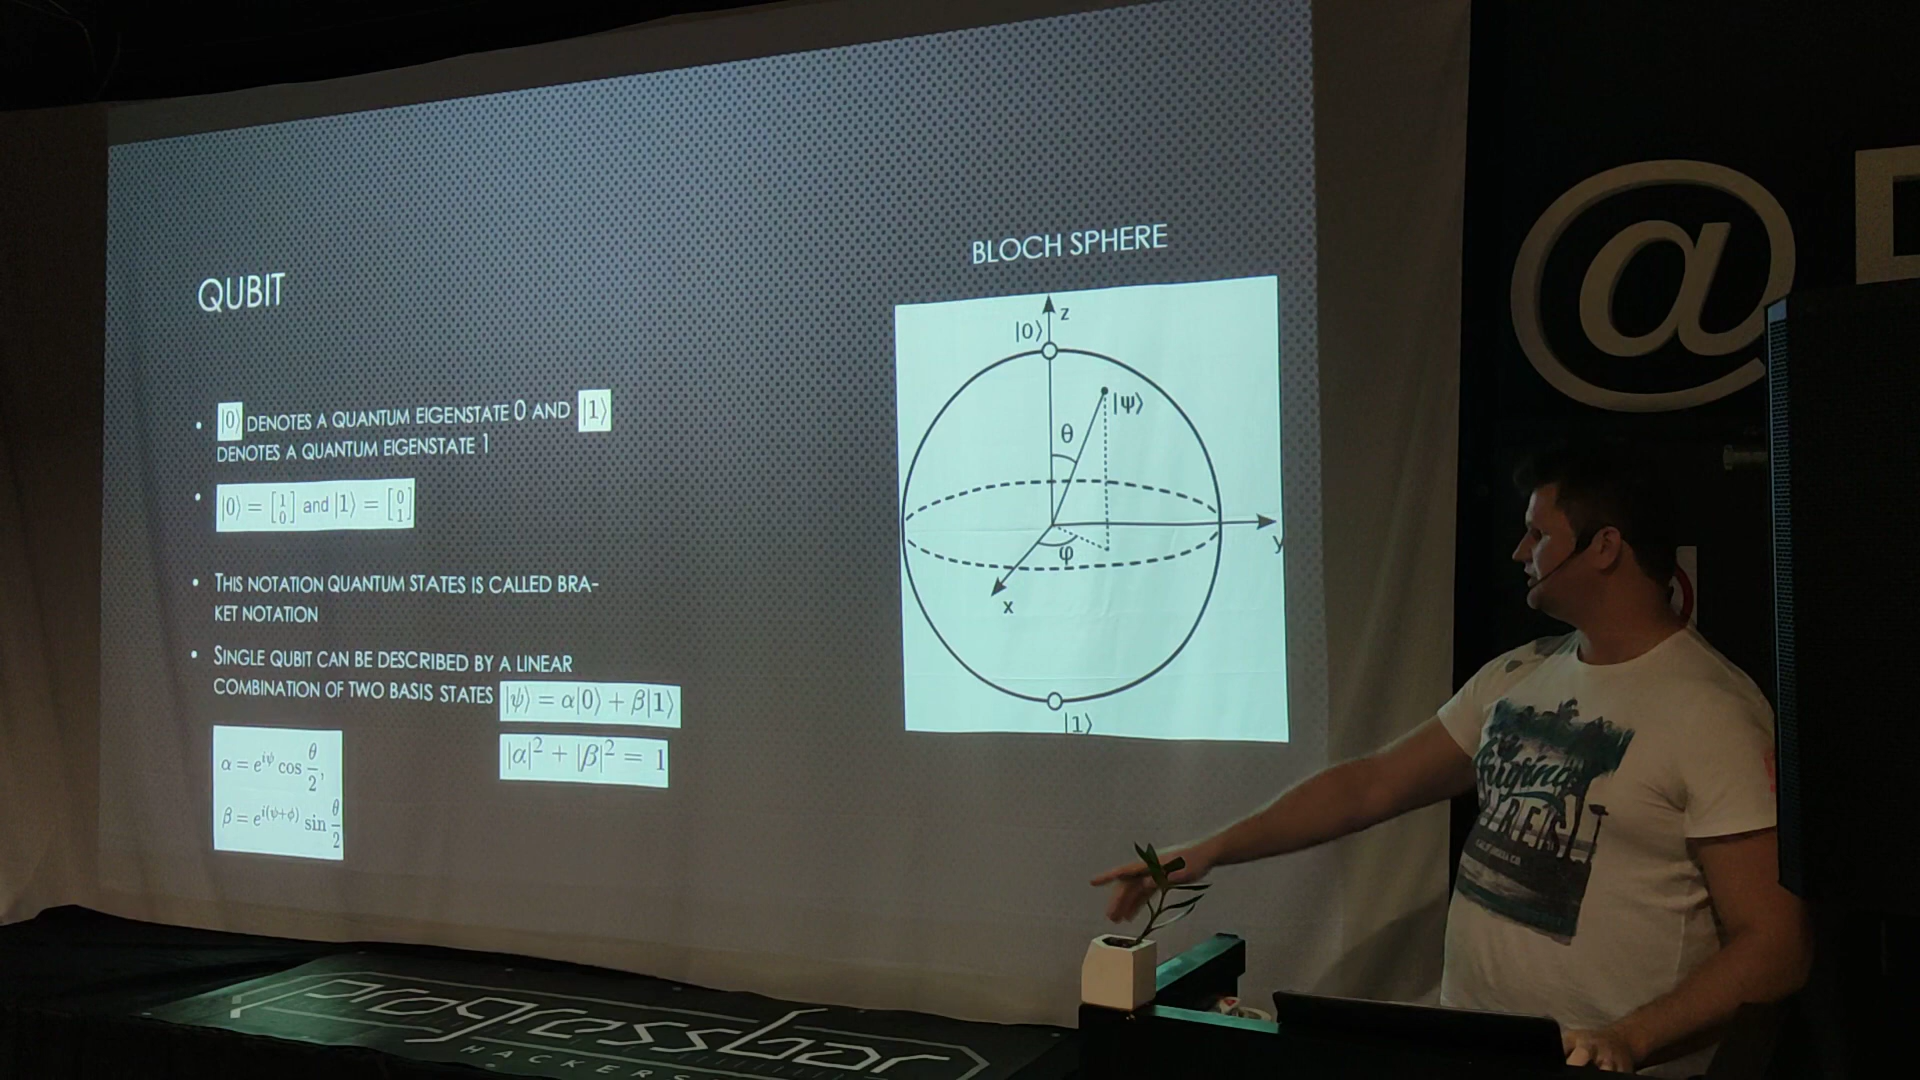 QUBIT
|0⟩ DENOTES A QUANTUM EIGENSTATE 0 AND |1⟩
DENOTES A QUANTUM EIGENSTATE 1
|0⟩ = [1 0] and |1⟩ = [0 1]
THIS NOTATION QUANTUM STATES IS CALLED BRA-
KET NOTATION
SINGLE QUBIT CAN BE DESCRIBED BY A LINEAR
COMBINATION OF TWO BASIS STATES |ψ⟩ = α|0⟩ + β|1⟩
|α|² + |β|² = 1
α = e^{iψ} cos θ/2,
β = e^{i(ψ+ϕ)} sin θ/2
BLOCH SPHERE
z
|0⟩
|ψ⟩
θ
φ
y
x
|1⟩
@
progressbar